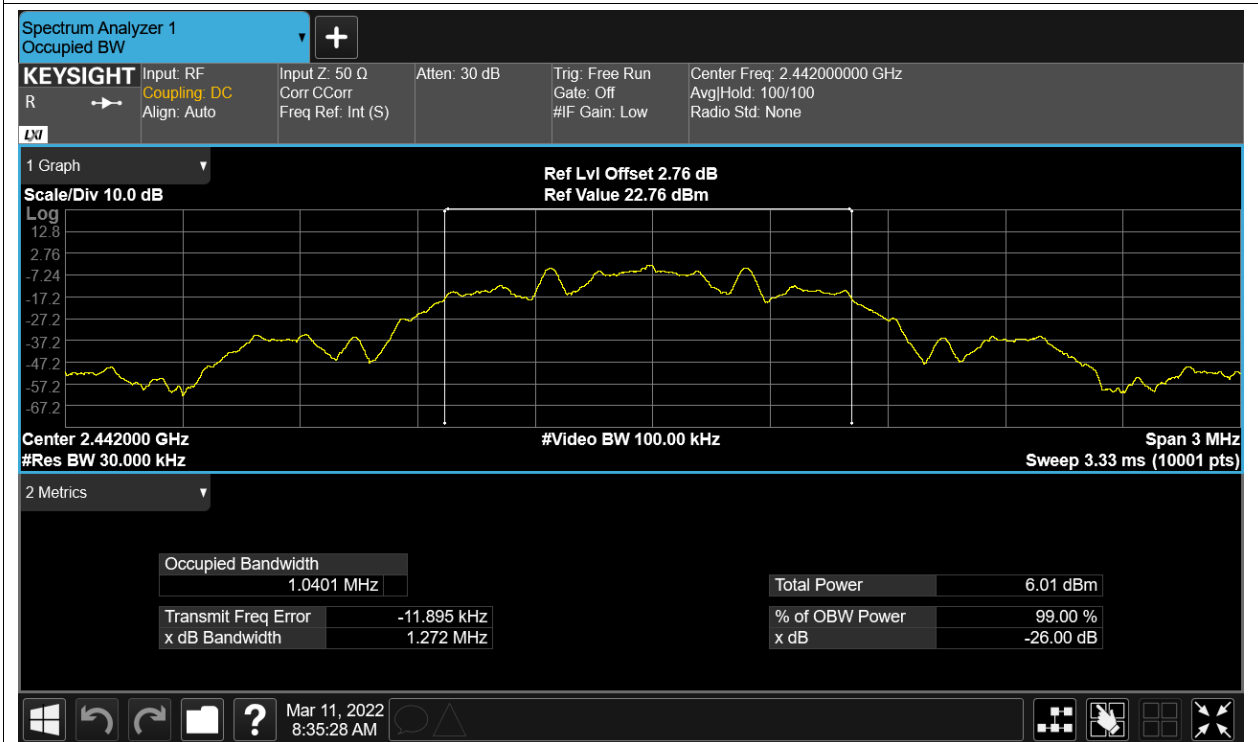 Spectrum Analyzer 1
Occupied BW
KEYSIGHT Input: RF Input Z: 50 Ω Atten: 30 dB Trig: Free Run Center Freq: 2.442000000 GHz
R Coupling: DC Corr CCorr Gate: Off Avg|Hold: 100/100
Align: Auto Freq Ref: Int (S) #IF Gain: Low Radio Std: None
LXI
1 Graph
Ref Lvl Offset 2.76 dB
Scale/Div 10.0 dB Ref Value 22.76 dBm
Log
12.8
2.76
-7.24
-17.2
-27.2
-37.2
-47.2
-57.2
-67.2
Center 2.442000 GHz #Video BW 100.00 kHz Span 3 MHz
#Res BW 30.000 kHz Sweep 3.33 ms (10001 pts)
2 Metrics
Occupied Bandwidth
1.0401 MHz Total Power 6.01 dBm
Transmit Freq Error -11.895 kHz % of OBW Power 99.00 %
x dB Bandwidth 1.272 MHz x dB -26.00 dB
? Mar 11, 2022
8:35:28 AM